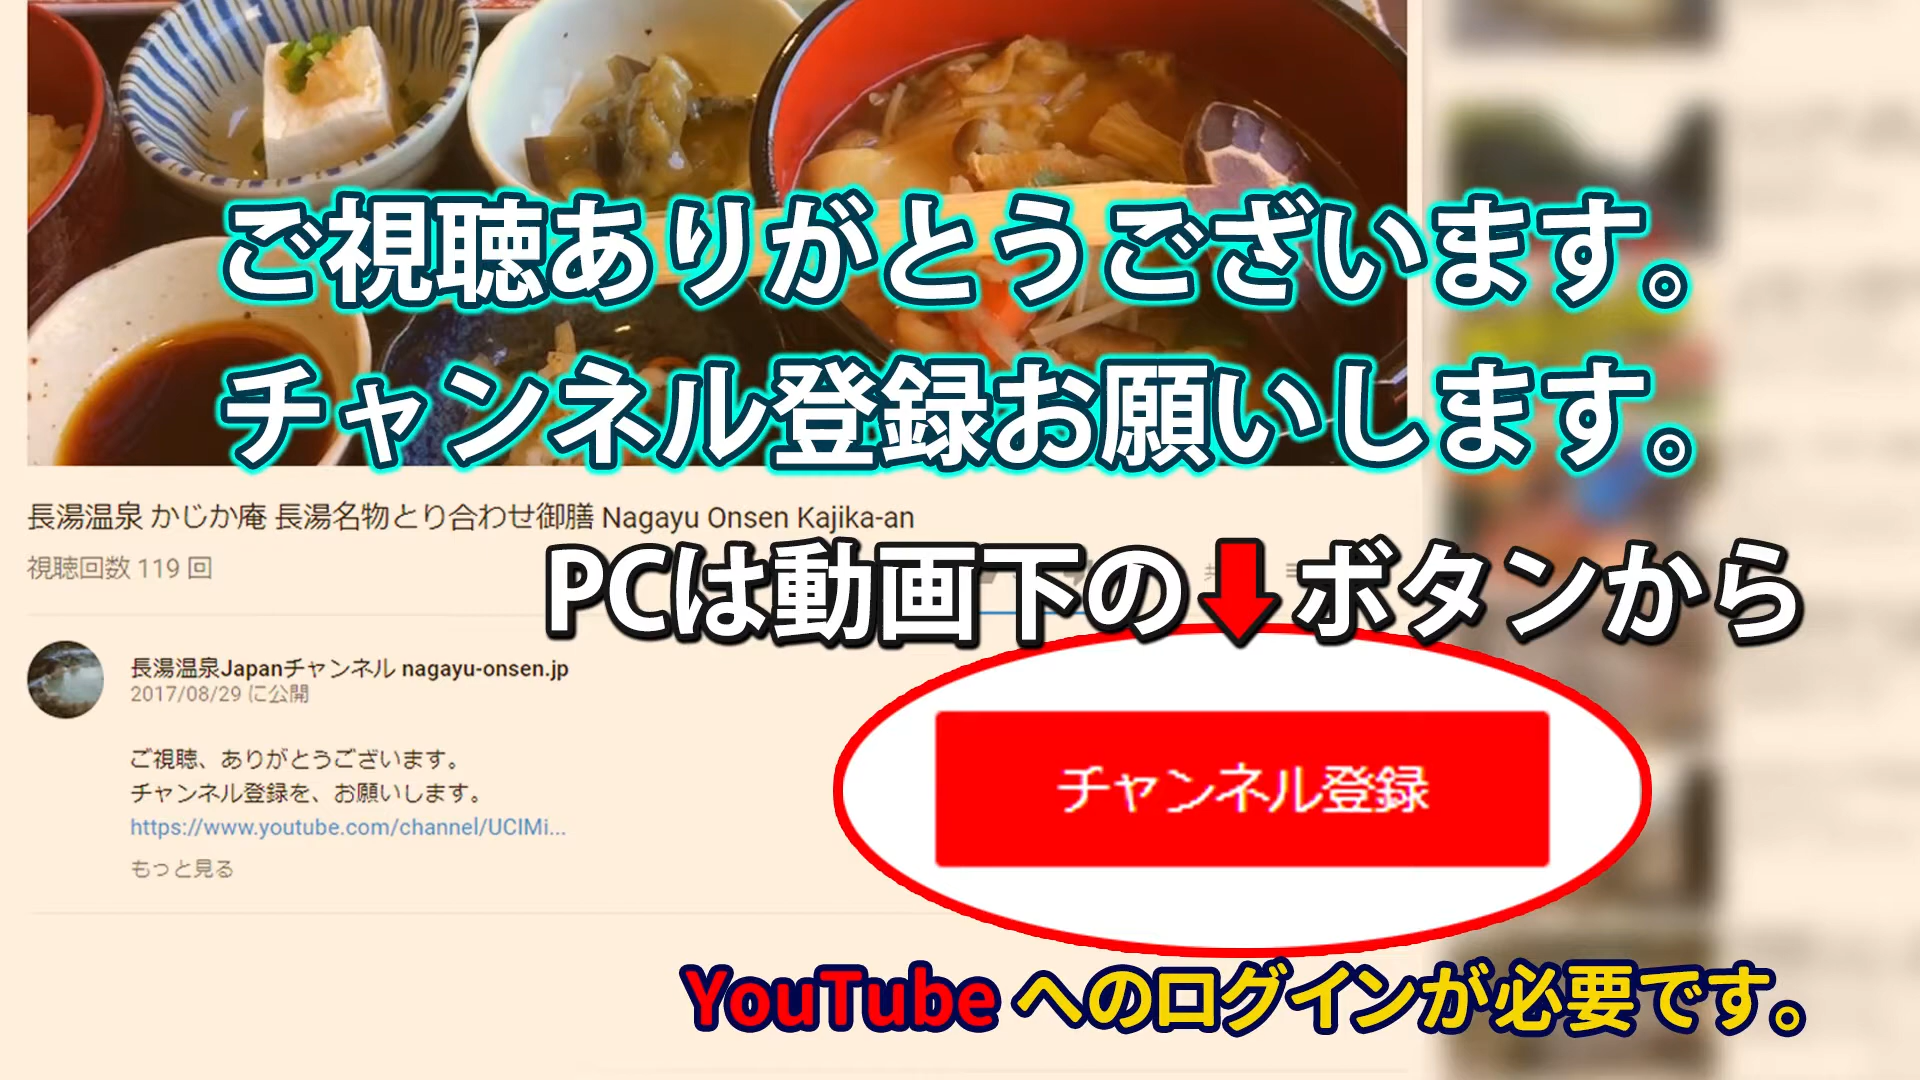 ご視聴ありがとうございます。
チャンネル登録お願いします。
長湯温泉 かじか庵 長湯名物とり合わせ御膳 Nagayu Onsen Kajika-an
視聴回数 119 回
PCは動画下の⬇ボタンから
長湯温泉Japanチャンネル nagayu-onsen.jp
2017/08/29 に公開
ご視聴、ありがとうございます。
チャンネル登録を、お願いします。
https://www.youtube.com/channel/UCIMi...
もっと見る
チャンネル登録
YouTube へのログインが必要です。